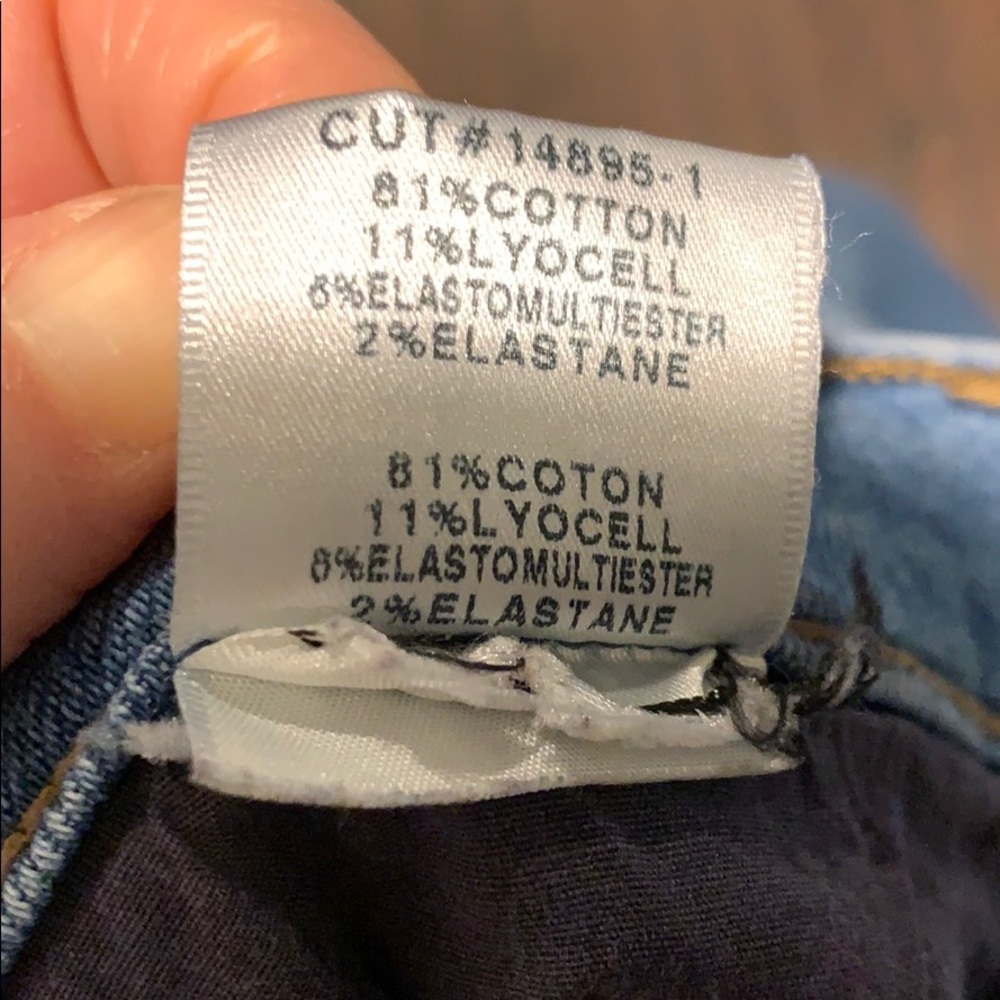 CUT#14895-1
81%COTTON
11%LYOCELL
6%ELASTOMULTIESTER
2%ELASTANE
81%COTON
11%LYOCELL
6%ELASTOMULTIESTER
2%ELASTANE